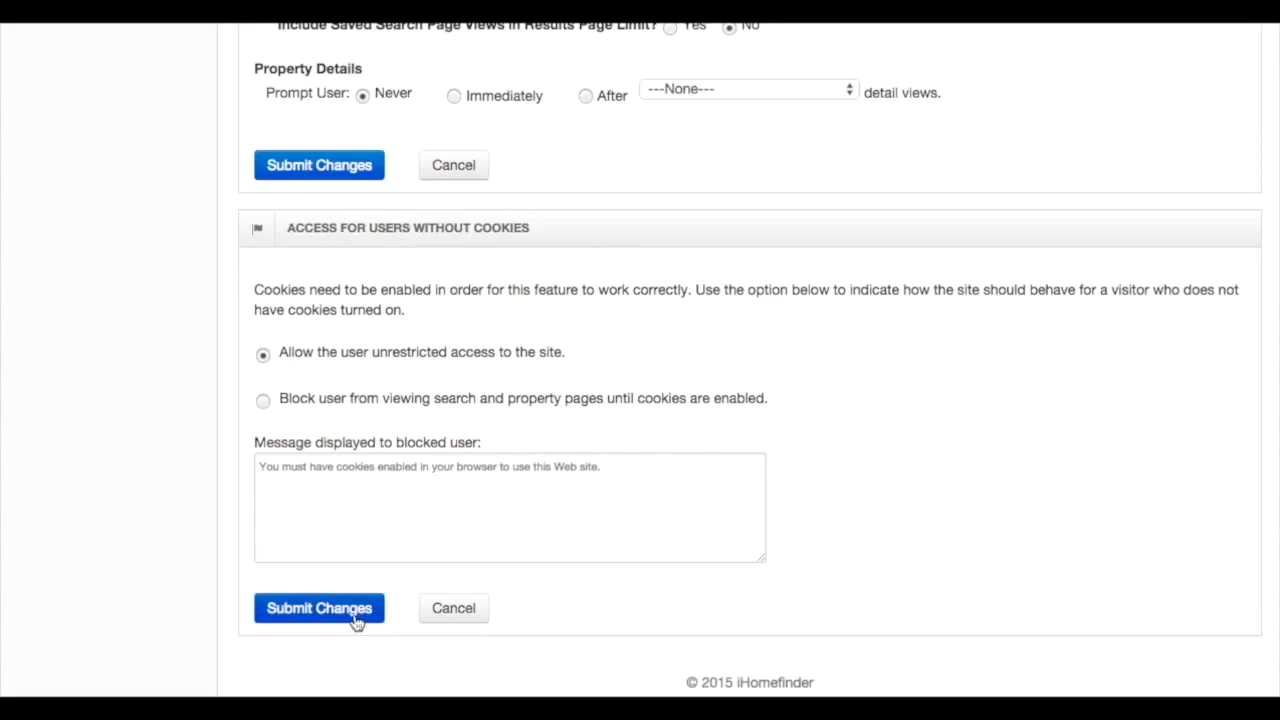 Include Saved Search Page Views in Results Page Limit? Yes No
Property Details
Prompt User: Never Immediately After ---None--- detail views.
Submit Changes Cancel
ACCESS FOR USERS WITHOUT COOKIES
Cookies need to be enabled in order for this feature to work correctly. Use the option below to indicate how the site should behave for a visitor who does not
have cookies turned on.
Allow the user unrestricted access to the site.
Block user from viewing search and property pages until cookies are enabled.
Message displayed to blocked user:
You must have cookies enabled in your browser to use this Web site.
Submit Changes Cancel
© 2015 iHomefinder